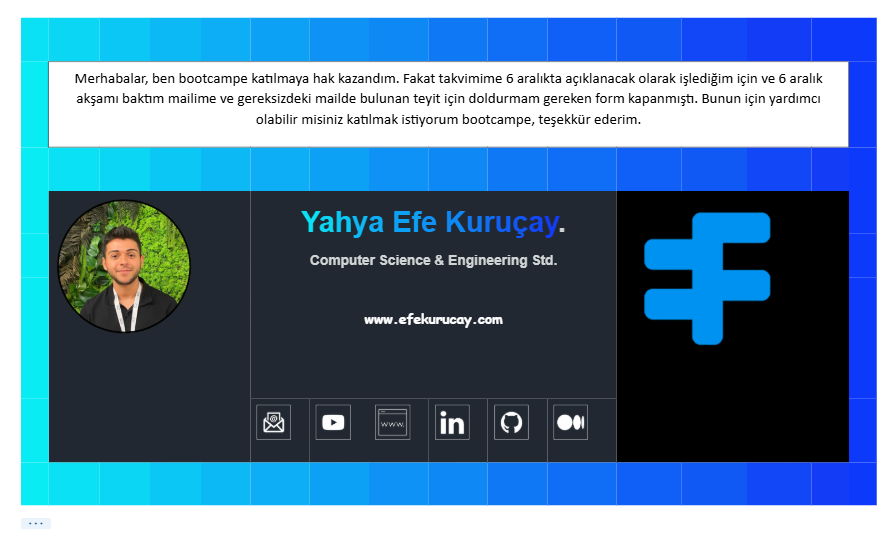 Merhabalar, ben bootcampe katılmaya hak kazandım. Fakat takvimime 6 aralıkta açıklanacak olarak işlediğim için ve 6 aralık
akşamı baktım mailime ve gereksizdeki mailde bulunan teyit için doldurmam gereken form kapanmıştı. Bunun için yardımcı
olabilir misiniz katılmak istiyorum bootcampe, teşekkür ederim.
Yahya Efe Kuruçay.
Computer Science & Engineering Std.
www.efekurucay.com
www.
in